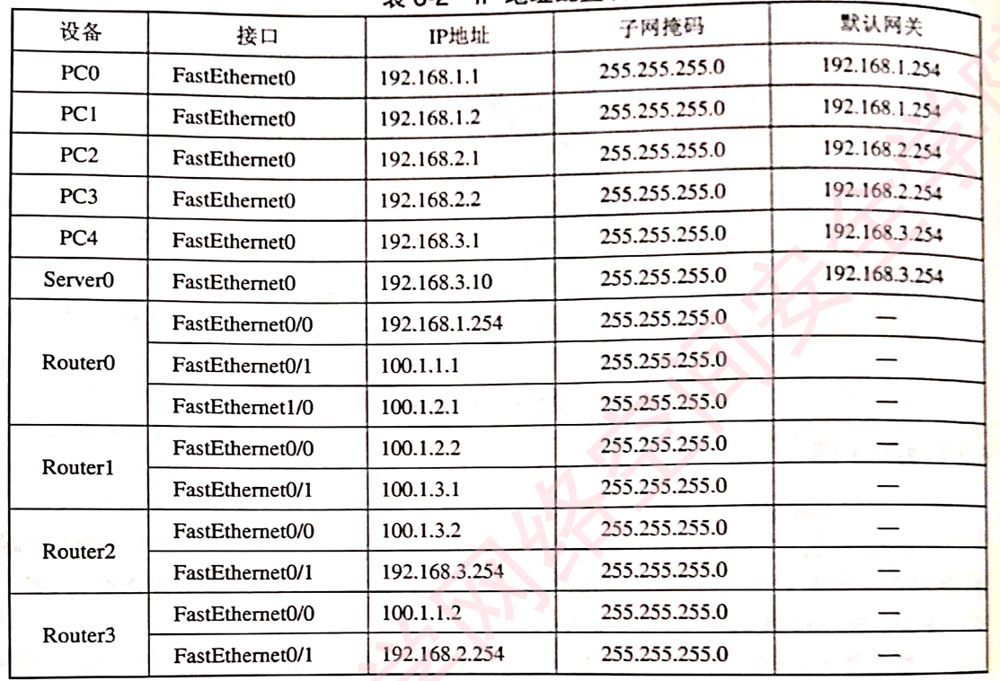 设备 接口 IP地址 子网掩码 默认网关
PC0 FastEthernet0 192.168.1.1 255.255.255.0 192.168.1.254
PC1 FastEthernet0 192.168.1.2 255.255.255.0 192.168.1.254
PC2 FastEthernet0 192.168.2.1 255.255.255.0 192.168.2.254
PC3 FastEthernet0 192.168.2.2 255.255.255.0 192.168.2.254
PC4 FastEthernet0 192.168.3.1 255.255.255.0 192.168.3.254
Server0 FastEthernet0 192.168.3.10 255.255.255.0 192.168.3.254
Router0 FastEthernet0/0 192.168.1.254 255.255.255.0 —
FastEthernet0/1 100.1.1.1 255.255.255.0 —
FastEthernet1/0 100.1.2.1 255.255.255.0 —
Router1 FastEthernet0/0 100.1.2.2 255.255.255.0 —
FastEthernet0/1 100.1.3.1 255.255.255.0 —
Router2 FastEthernet0/0 100.1.3.2 255.255.255.0 —
FastEthernet0/1 192.168.3.254 255.255.255.0 —
Router3 FastEthernet0/0 100.1.1.2 255.255.255.0 —
FastEthernet0/1 192.168.2.254 255.255.255.0 —
学网络空间安全学院